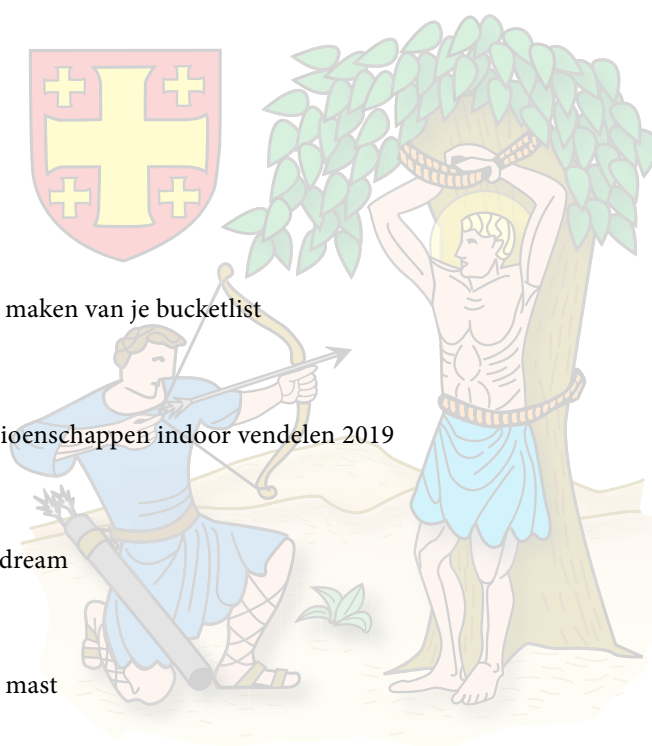 maken van je bucketlist
ioenschappen indoor vendelen 2019
dream
mast